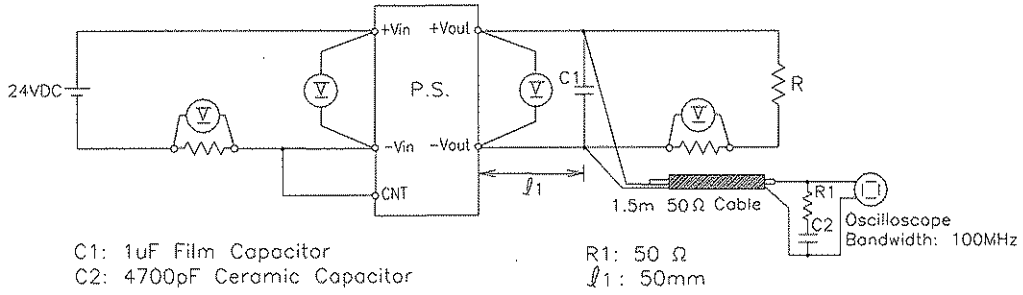 +Vin
+Vout
V
V
C1
P.S.
R
24VDC
V
V
-Vin
-Vout
CNT
ℓ1
R1
1.5m 50Ω Cable
C2
Oscilloscope
Bandwidth: 100MHz
C1: 1uF Film Capacitor
R1: 50 Ω
C2: 4700pF Ceramic Capacitor
ℓ1: 50mm